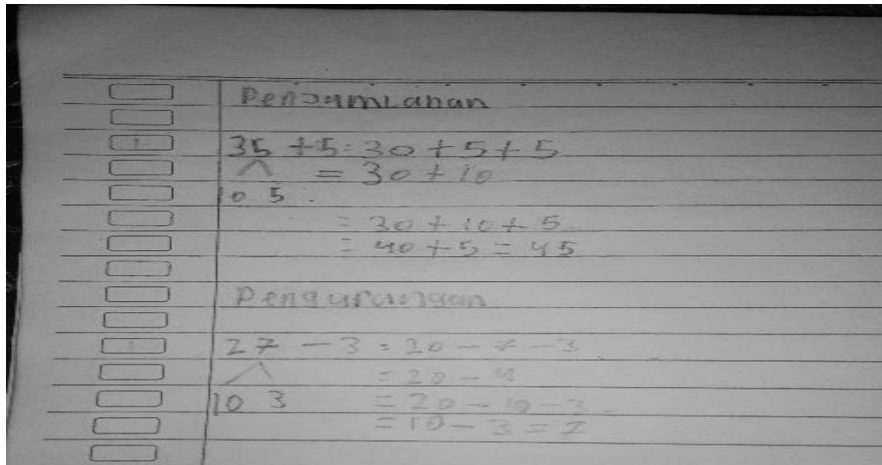 Penjumlahan
35 + 5 = 30 + 5 + 5
= 30 + 10
10 5
= 30 + 10 + 5
= 40 + 5 = 45
Pengurangan
27 - 3 = 20 - 7 - 3
= 20 - 4
10 3 = 20 - 10 - 3
= 10 - 3 = 7